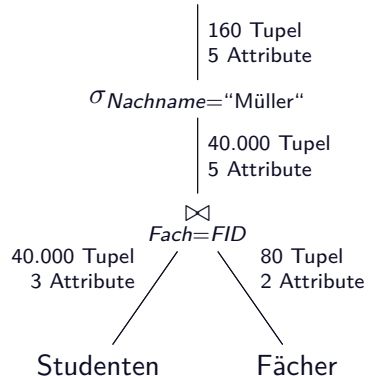 160 Tupel
5 Attribute
σ Nachname=“Müller“
40.000 Tupel
5 Attribute
⋈
Fach=FID
40.000 Tupel
3 Attribute
80 Tupel
2 Attribute
Studenten
Fächer